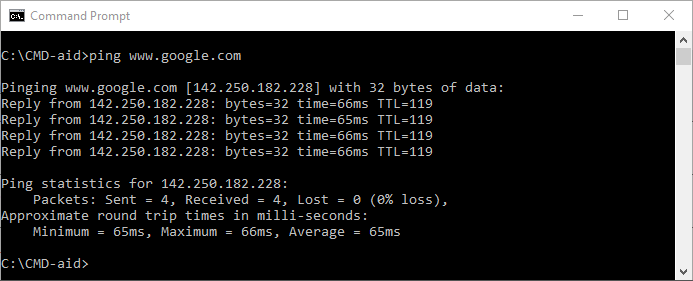 Command Prompt
C:\CMD-aid>ping www.google.com
Pinging www.google.com [142.250.182.228] with 32 bytes of data:
Reply from 142.250.182.228: bytes=32 time=66ms TTL=119
Reply from 142.250.182.228: bytes=32 time=65ms TTL=119
Reply from 142.250.182.228: bytes=32 time=66ms TTL=119
Reply from 142.250.182.228: bytes=32 time=66ms TTL=119
Ping statistics for 142.250.182.228:
    Packets: Sent = 4, Received = 4, Lost = 0 (0% loss),
Approximate round trip times in milli-seconds:
    Minimum = 65ms, Maximum = 66ms, Average = 65ms
C:\CMD-aid>